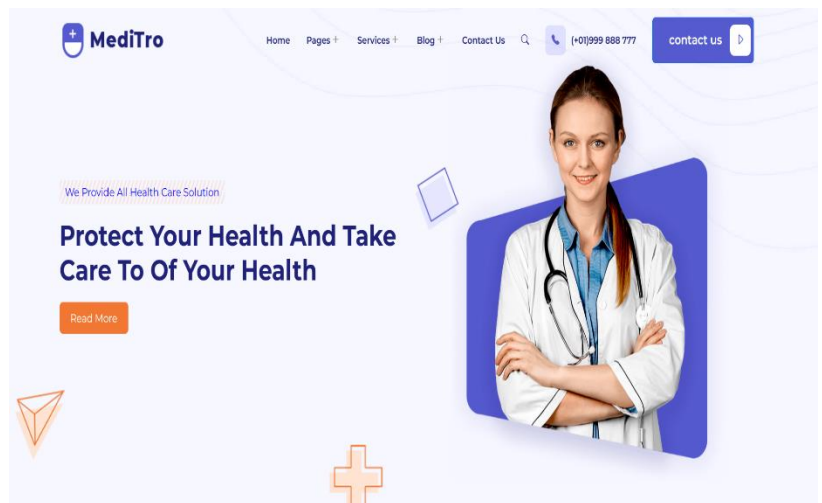 MediTro
Home Pages + Services + Blog + Contact Us (+01)999 888 777 contact us
We Provide All Health Care Solution
Protect Your Health And Take
Care To Of Your Health
Read More